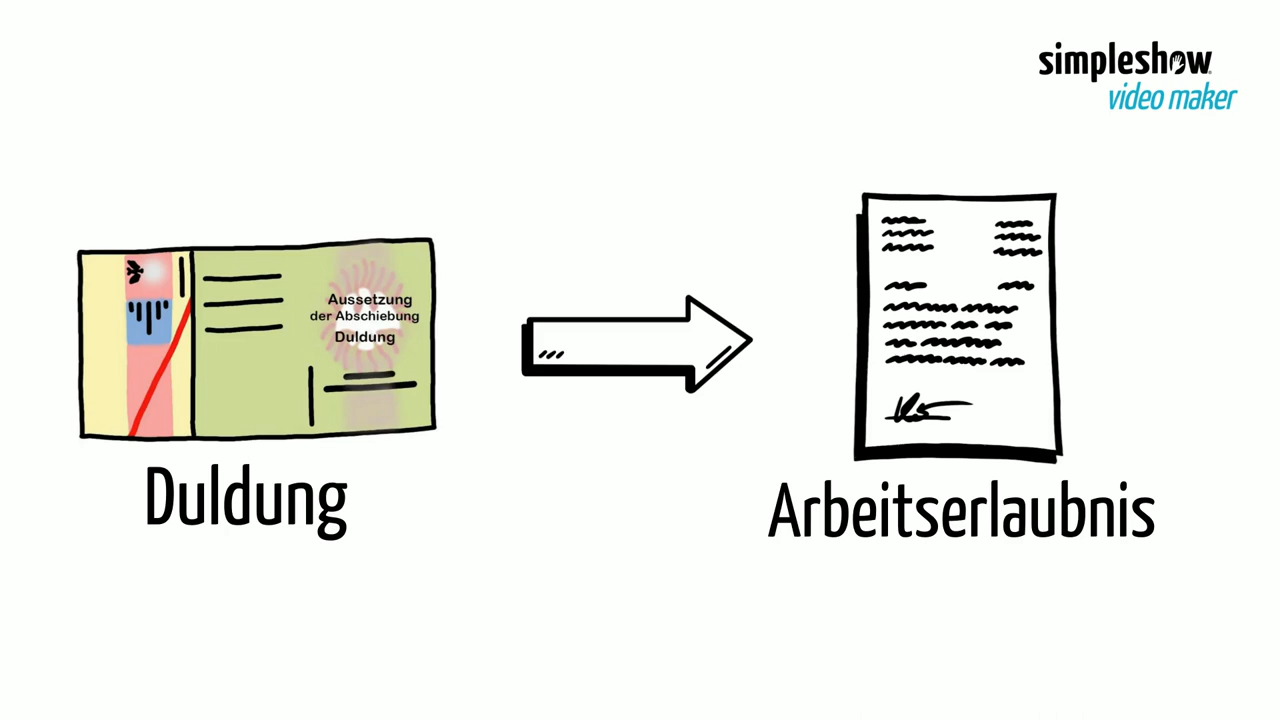 simpleshow
video maker
Aussetzung
der Abschiebung
Duldung
Duldung
Arbeitserlaubnis